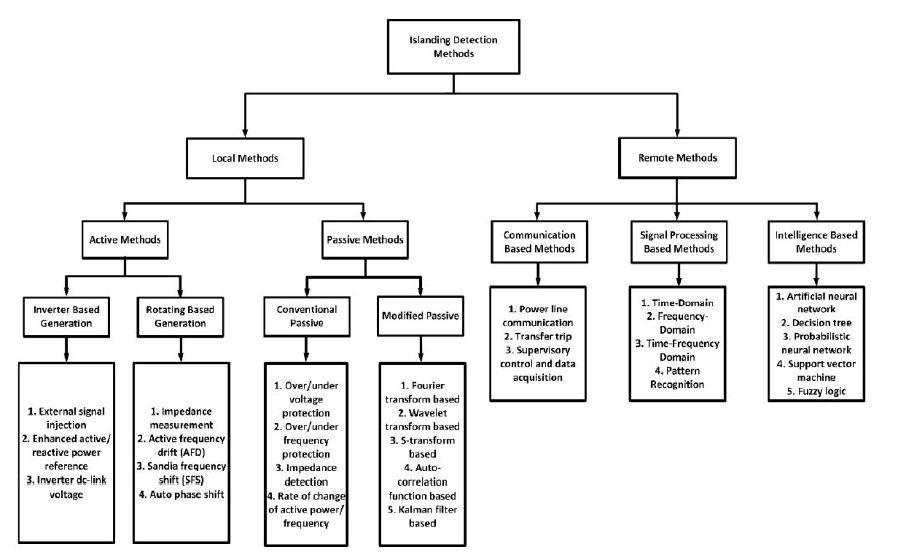 Islanding Detection
Methods
Local Methods
Remote Methods
Active Methods
Passive Methods
Communication
Based Methods
Signal Processing
Based Methods
Intelligence Based
Methods
Inverter Based
Generation
Rotating Based
Generation
Conventional
Passive
Modified Passive
1. Power line
communication
2. Transfer trip
3. Supervisory
control and data
acquisition
1. Time-Domain
2. Frequency-
Domain
3. Time-Frequency
Domain
4. Pattern
Recognition
1. Artificial neural
network
2. Decision tree
3. Probabilistic
neural network
4. Support vector
machine
5. Fuzzy logic
1. External signal
injection
2. Enhanced active/
reactive power
reference
3. Inverter dc-link
voltage
1. Impedance
measurement
2. Active frequency
drift (AFD)
3. Sandia frequency
shift (SFS)
4. Auto phase shift
1. Over/under
voltage
protection
2. Over/under
frequency
protection
3. Impedance
detection
4. Rate of change
of active power/
frequency
1. Fourier
transform based
2. Wavelet
transform based
3. S-transform
based
4. Auto-
correlation
function based
5. Kalman filter
based